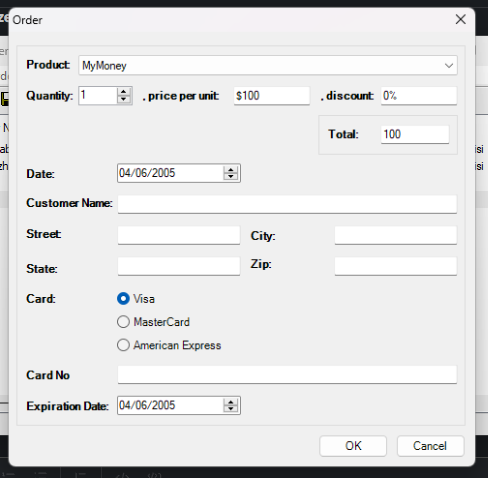 Order
Product: MyMoney
Quantity: 1 , price per unit: $100 , discount: 0%
Total: 100
Date: 04/06/2005
Customer Name:
Street: City:
State: Zip:
Card: Visa
MasterCard
American Express
Card No
Expiration Date: 04/06/2005
OK Cancel